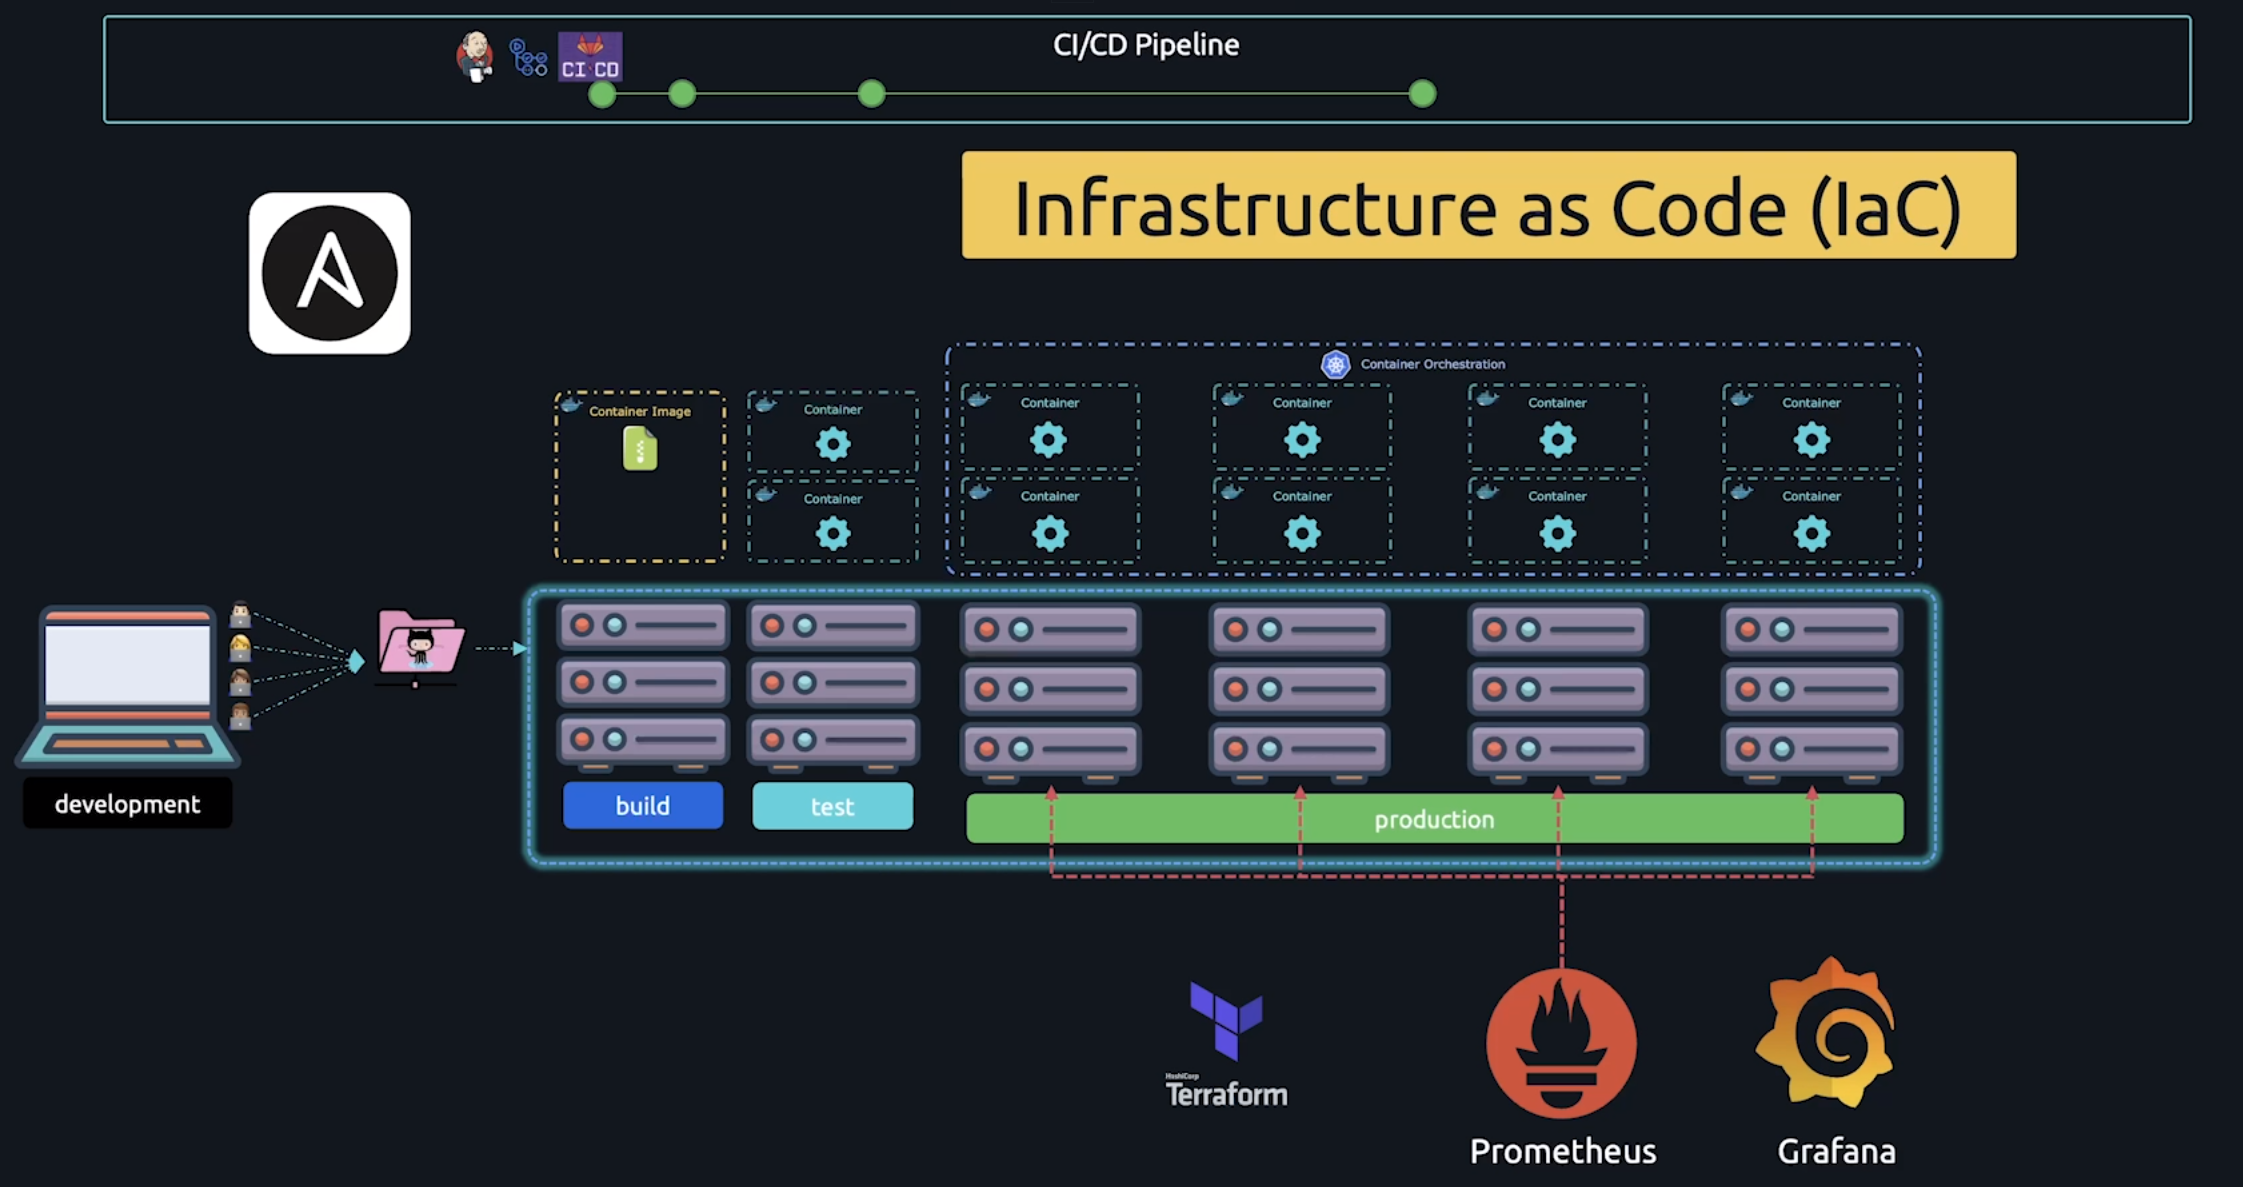 CI/CD Pipeline
CI CD
Infrastructure as Code (IaC)
Container Orchestration
Container Image
Container
Container
Container
Container
Container
Container
Container
Container
Container
Container
development
build
test
production
HashiCorp
Terraform
Prometheus
Grafana